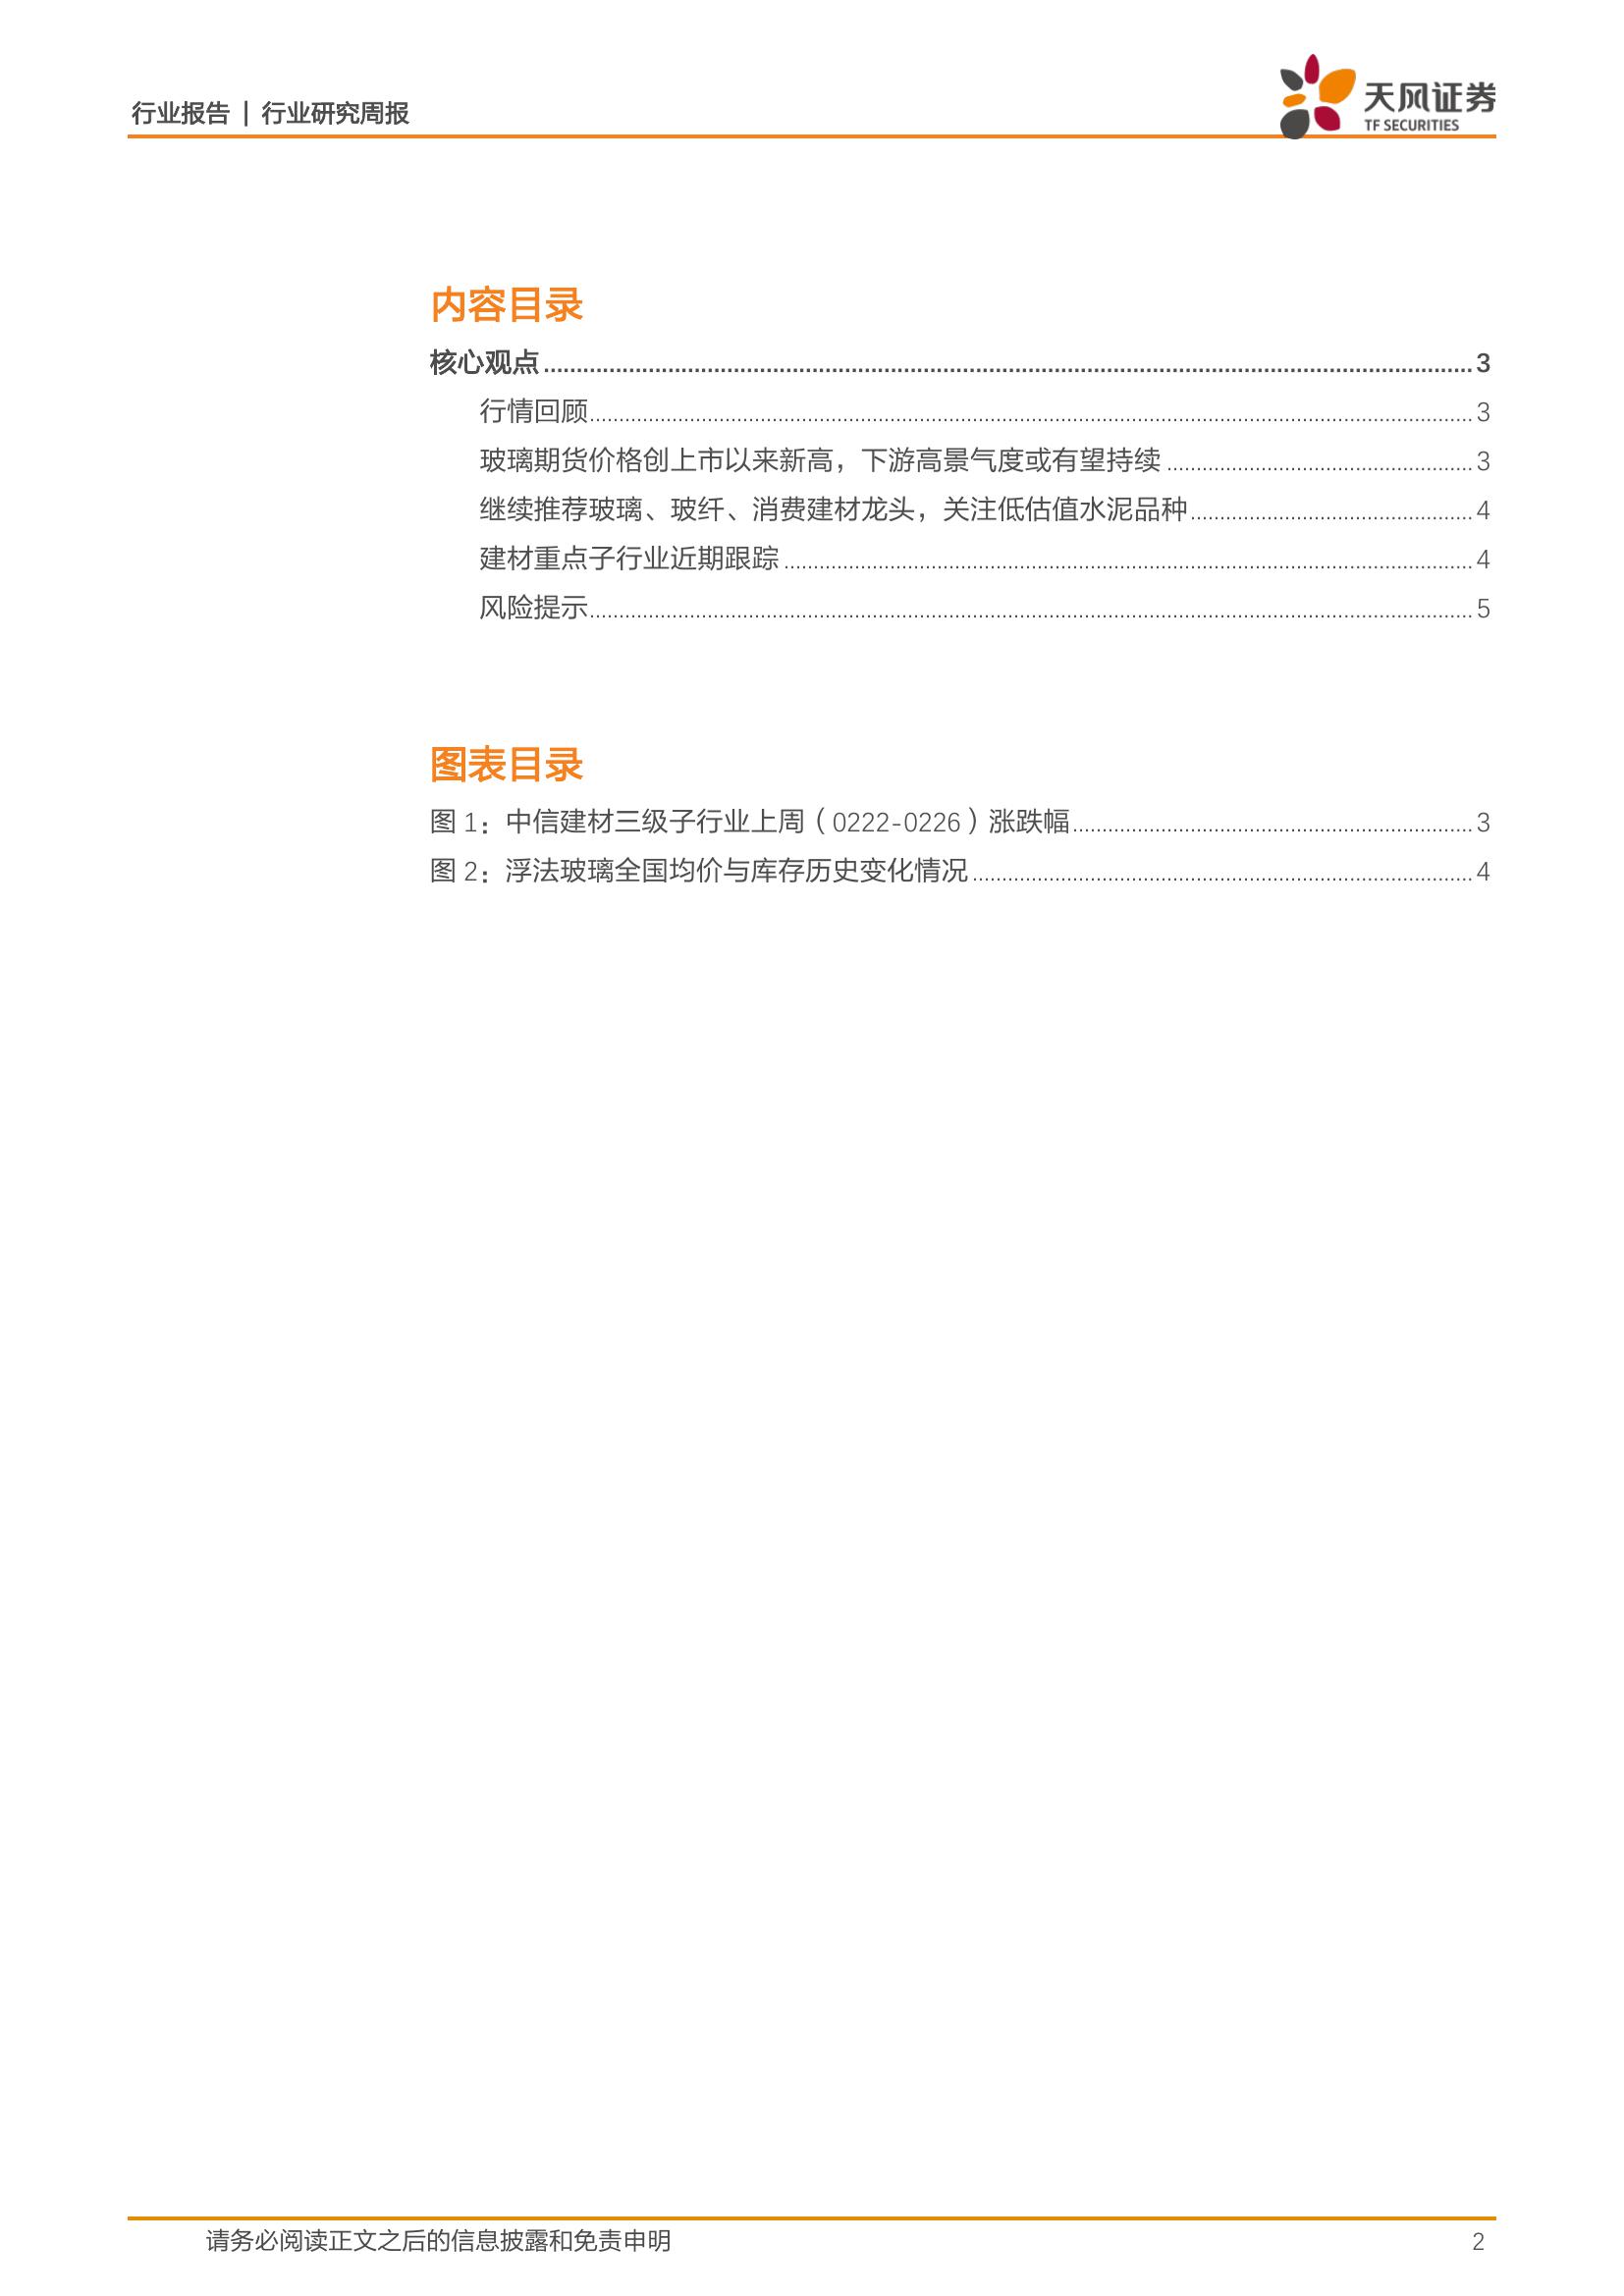 行业报告 | 行业研究周报
天风证券
TF SECURITIES
内容目录
核心观点 3
行情回顾 3
玻璃期货价格创上市以来新高，下游高景气度或有望持续 3
继续推荐玻璃、玻纤、消费建材龙头，关注低估值水泥品种 4
建材重点子行业近期跟踪 4
风险提示 5
图表目录
图 1：中信建材三级子行业上周（0222-0226）涨跌幅 3
图 2：浮法玻璃全国均价与库存历史变化情况 4
请务必阅读正文之后的信息披露和免责申明 2